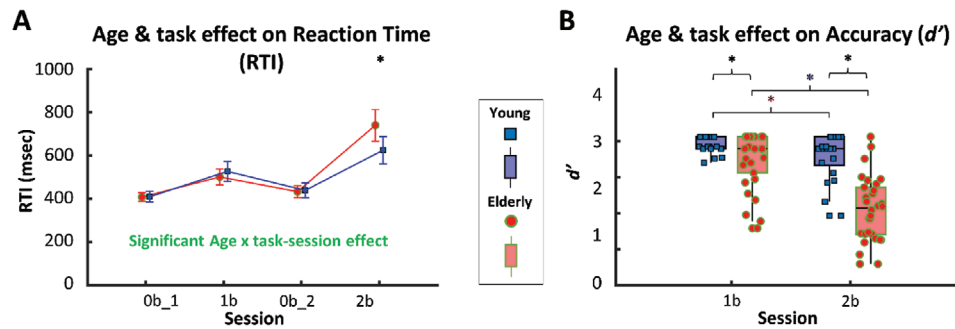 A
Age & task effect on Reaction Time
(RTI)
*
1000
800
600
400
200
0
RTI (msec)
Significant Age x task-session effect
0b_1
1b
0b_2
2b
Session
Young
Elderly
B
Age & task effect on Accuracy (d’)
*
*
*
*
4
3
2
1
0
d’
1b
2b
Session